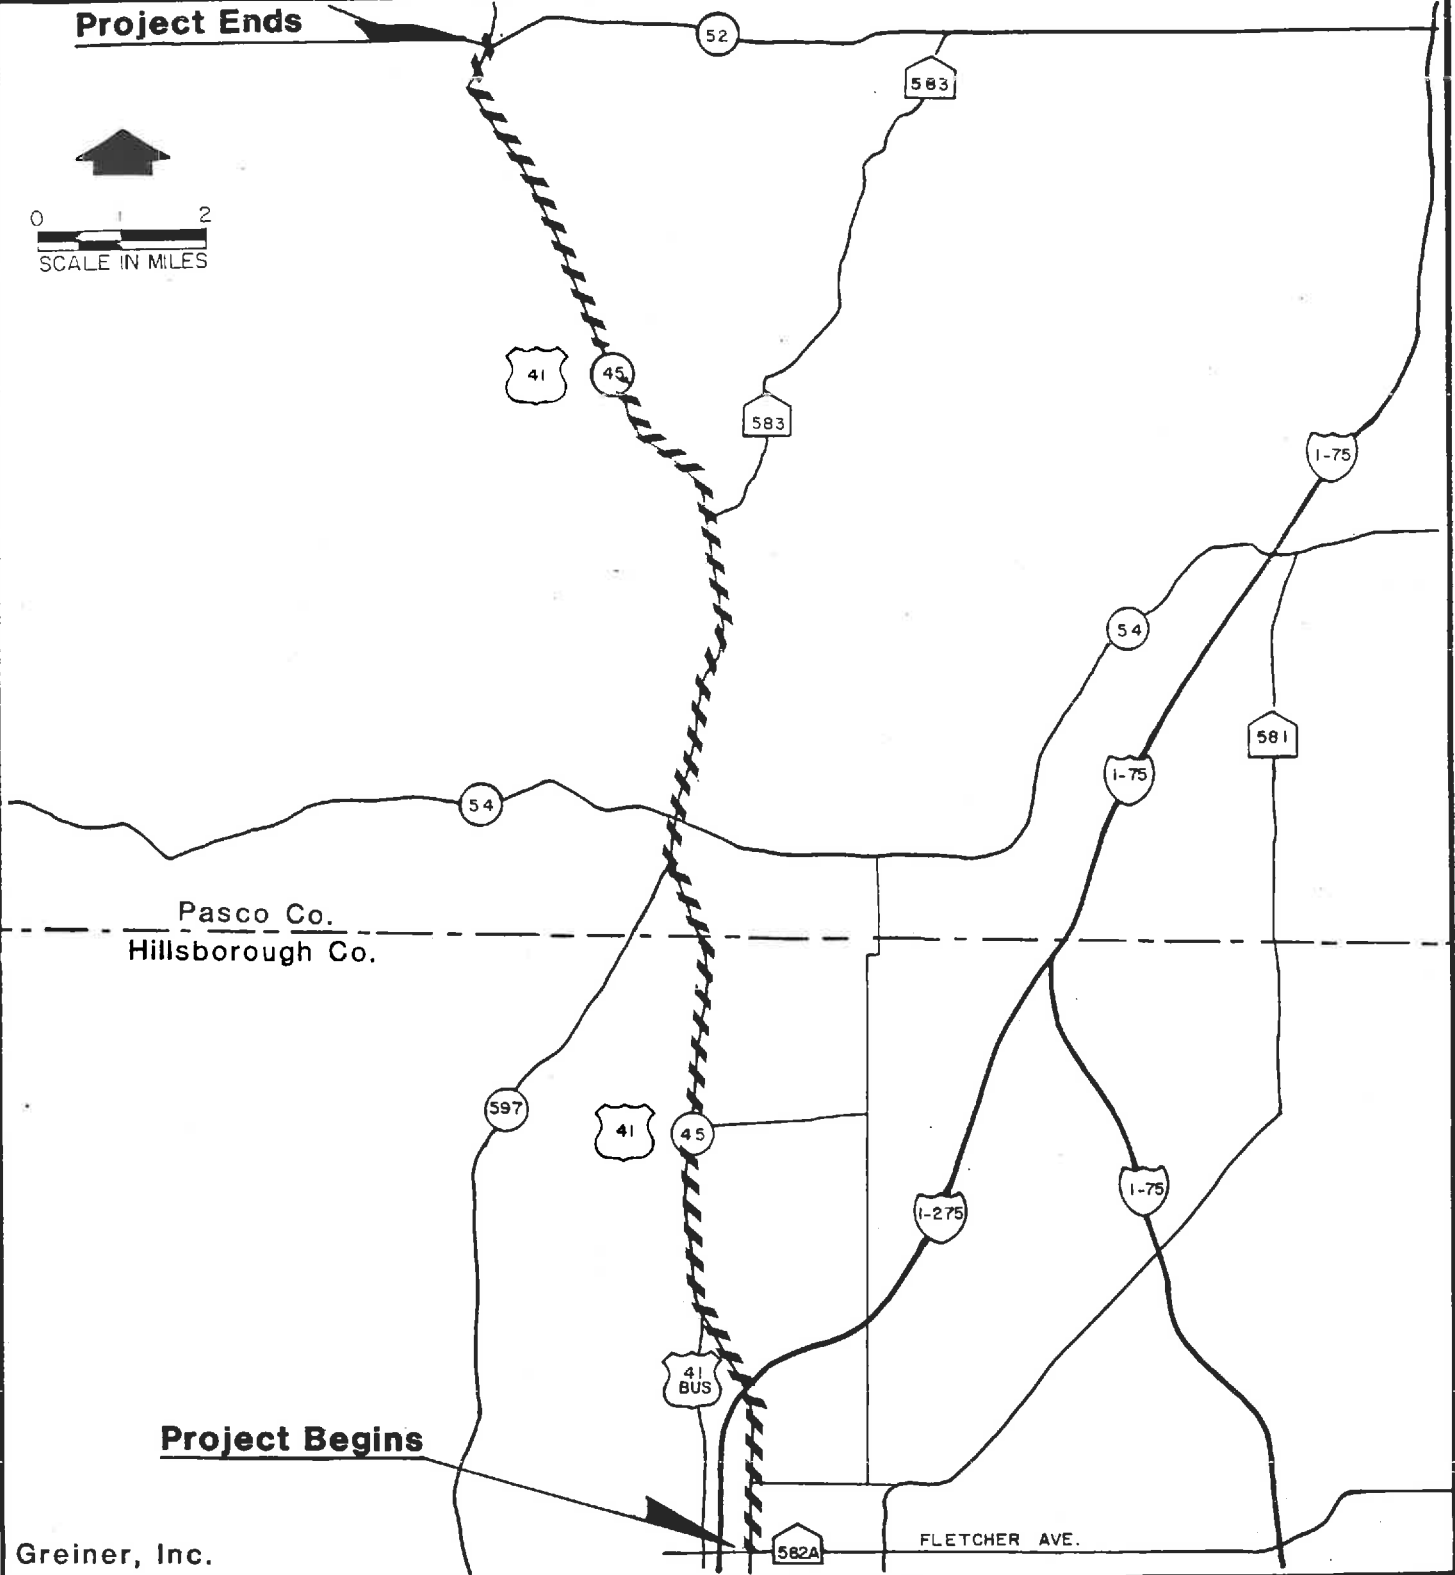 Project Ends
52
583
0 1 2
SCALE IN MILES
41
45
583
I-75
54
581
I-75
54
Pasco Co.
Hillsborough Co.
597
41
45
I-75
I-275
41
BUS
Project Begins
FLETCHER AVE.
582A
Greiner, Inc.